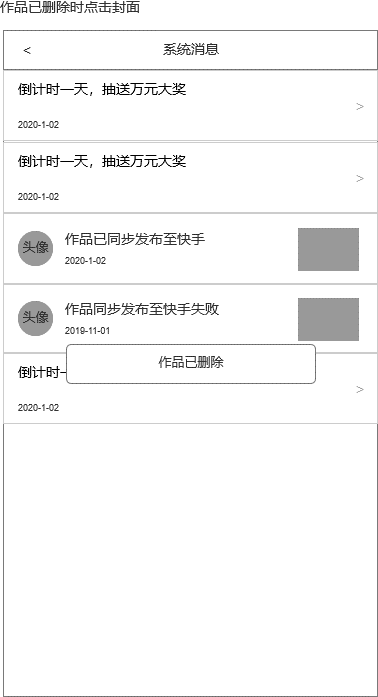 作品已删除时点击封面
< 系统消息
倒计时一天，抽送万元大奖
>
2020-1-02
倒计时一天，抽送万元大奖
>
2020-1-02
头像
作品已同步发布至快手
2020-1-02
头像
作品同步发布至快手失败
2019-11-01
作品已删除
倒计时一
>
2020-1-02